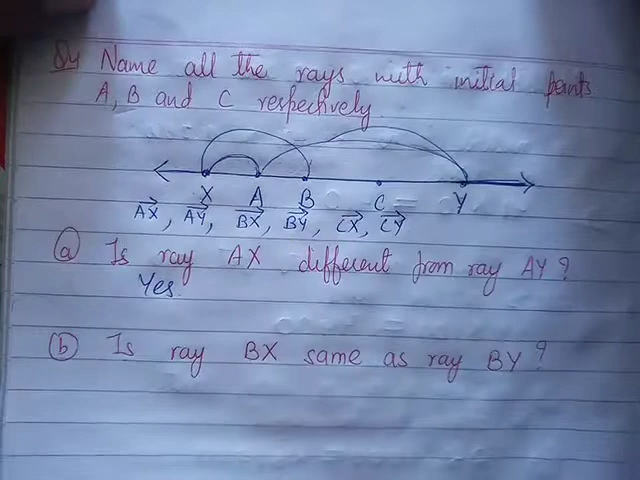 Q4 Name all the rays with initial points
A, B and C respectively
X A B C Y
AX, AY, BX, BY, CX, CY
(a) Is ray AX different from ray AY?
Yes.
(b) Is ray BX same as ray BY?